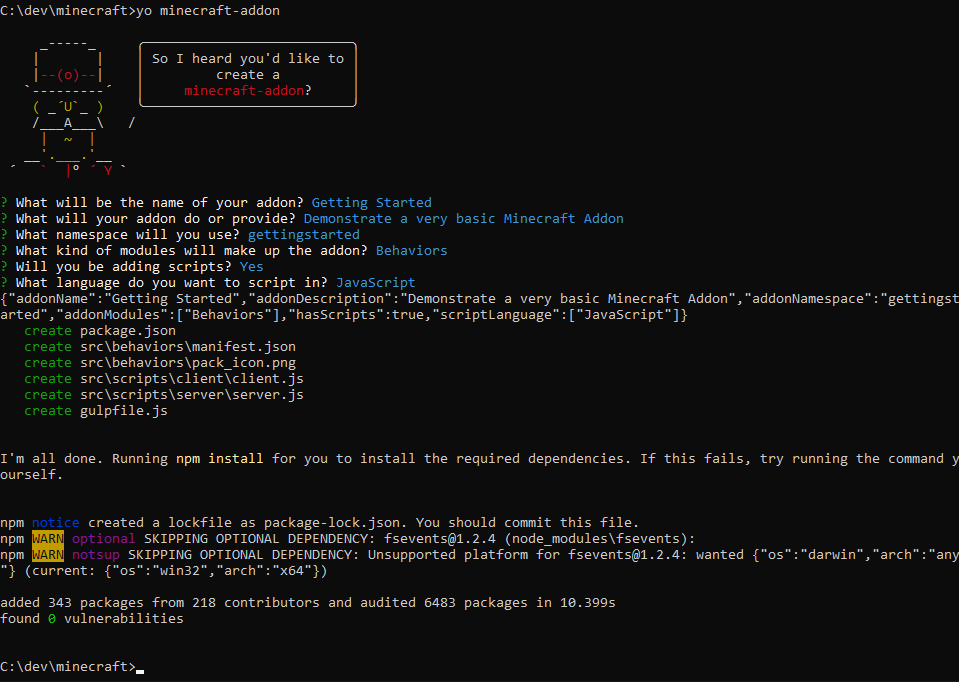 C:\dev\minecraft>yo minecraft-addon
So I heard you'd like to
create a
minecraft-addon?
? What will be the name of your addon? Getting Started
? What will your addon do or provide? Demonstrate a very basic Minecraft Addon
? What namespace will you use? gettingstarted
? What kind of modules will make up the addon? Behaviors
? Will you be adding scripts? Yes
? What language do you want to script in? JavaScript
{"addonName":"Getting Started","addonDescription":"Demonstrate a very basic Minecraft Addon","addonNamespace":"gettingst
arted","addonModules":["Behaviors"],"hasScripts":true,"scriptLanguage":["JavaScript"]}
create package.json
create src\behaviors\manifest.json
create src\behaviors\pack_icon.png
create src\scripts\client\client.js
create src\scripts\server\server.js
create gulpfile.js
I'm all done. Running npm install for you to install the required dependencies. If this fails, try running the command y
ourself.
npm notice created a lockfile as package-lock.json. You should commit this file.
npm WARN optional SKIPPING OPTIONAL DEPENDENCY: fsevents@1.2.4 (node_modules\fsevents):
npm WARN notsup SKIPPING OPTIONAL DEPENDENCY: Unsupported platform for fsevents@1.2.4: wanted {"os":"darwin","arch":"any
"} (current: {"os":"win32","arch":"x64"})
added 343 packages from 218 contributors and audited 6483 packages in 10.399s
found 0 vulnerabilities
C:\dev\minecraft>